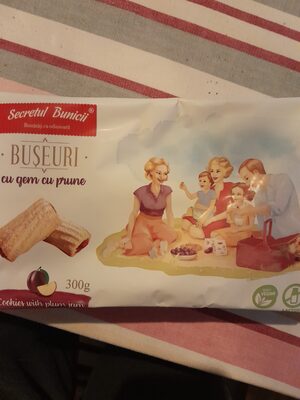 Secretul Bunicii®
BUȘEURI
cu gem cu prune
300g
Cookies with plum jam